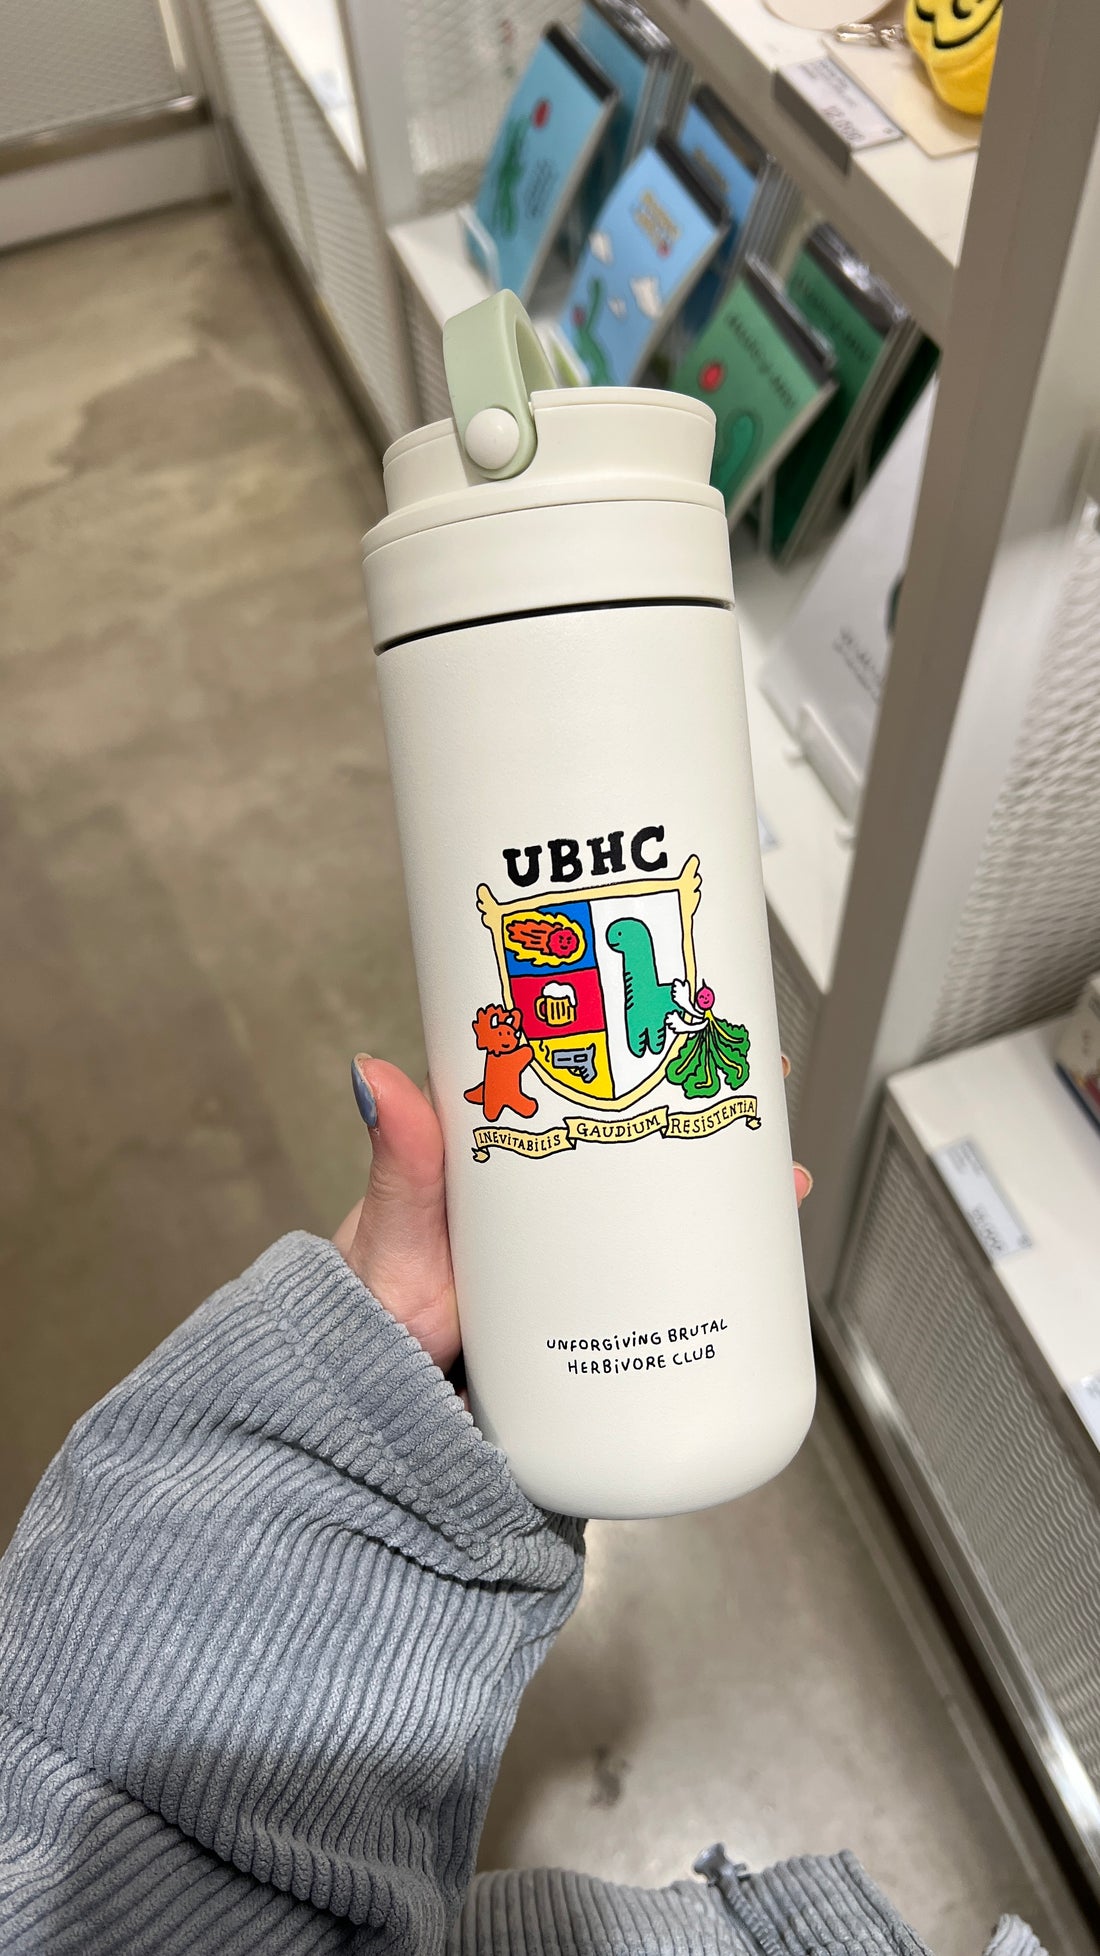 UBHC
INEVITABILIS GAUDIUM RESISTENTIA
UNFORGIVING BRUTAL
HERBIVORE CLUB